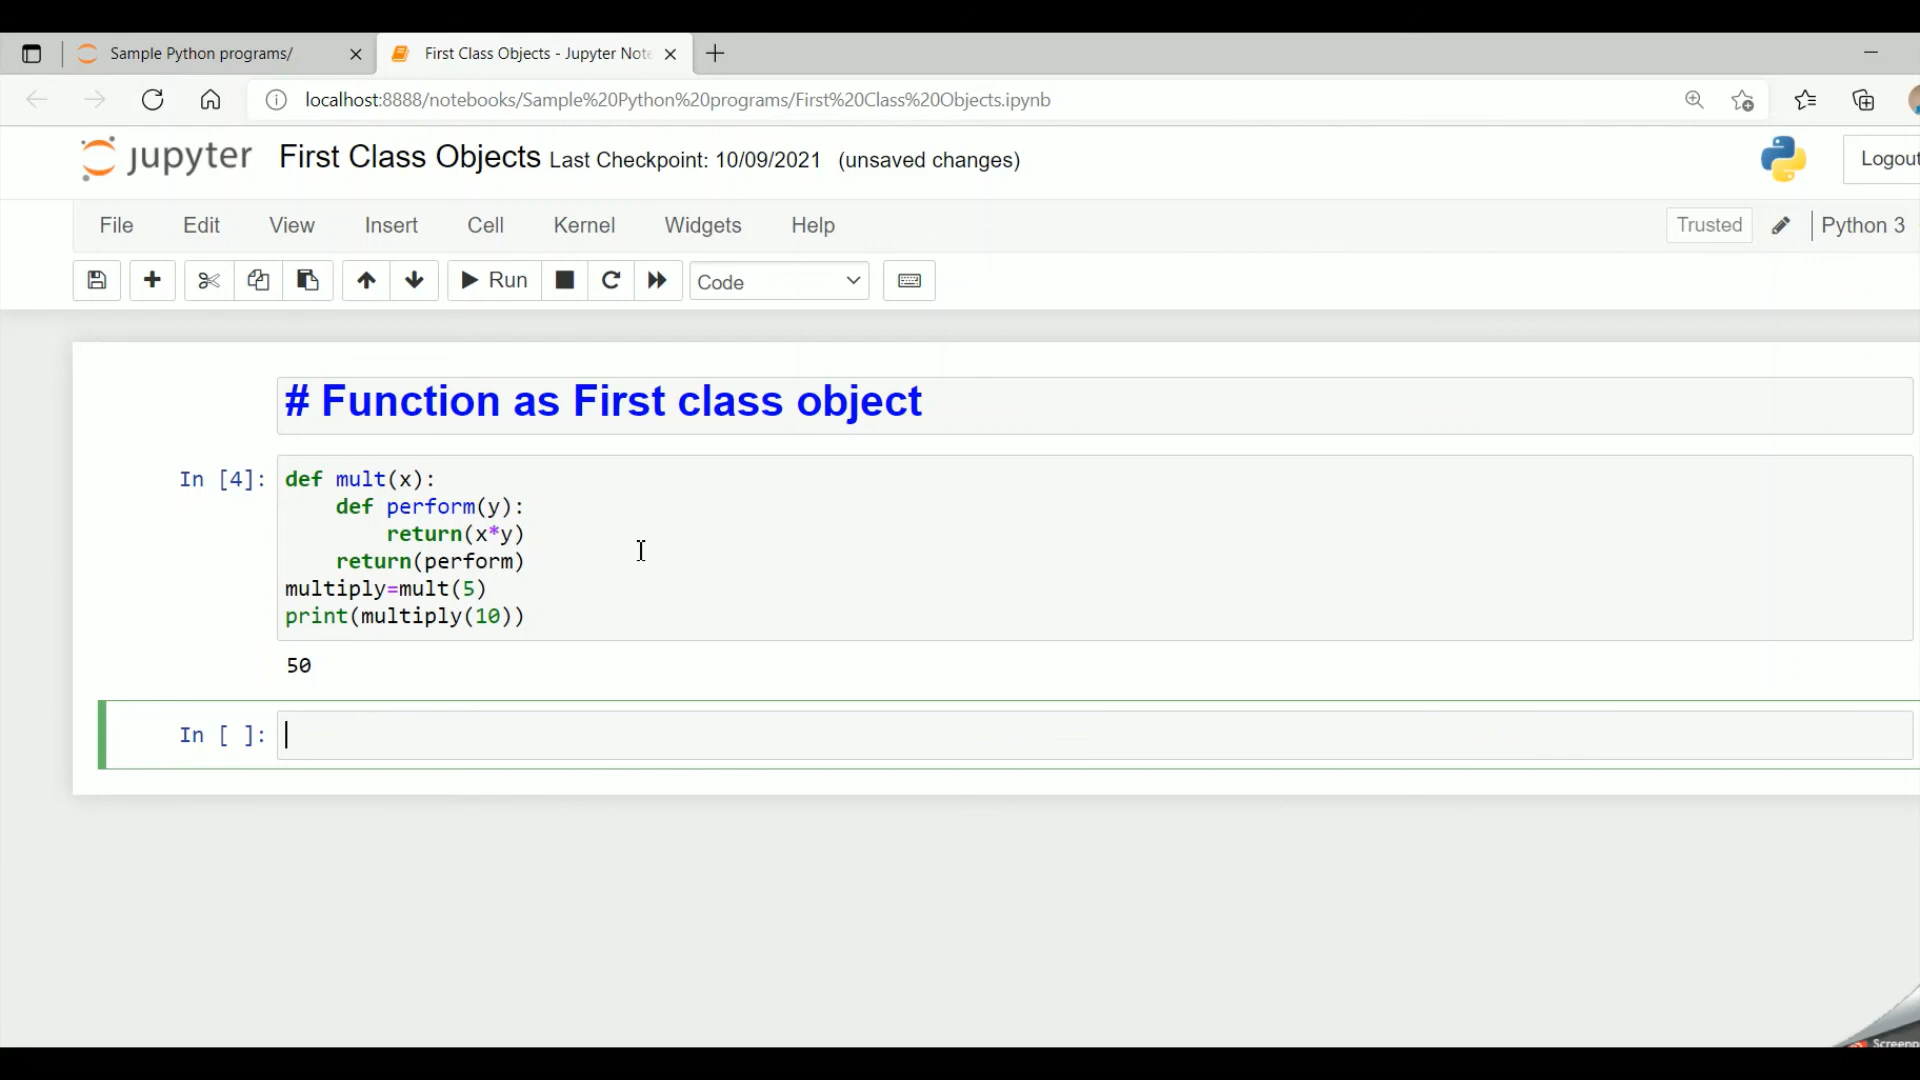 Sample Python programs/
First Class Objects - Jupyter Note
localhost:8888/notebooks/Sample%20Python%20programs/First%20Class%20Objects.ipynb
jupyter First Class Objects Last Checkpoint: 10/09/2021 (unsaved changes)
Logout
File Edit View Insert Cell Kernel Widgets Help
Trusted Python 3
Run Code
# Function as First class object
In [4]: def mult(x):
    def perform(y):
        return(x*y)
    return(perform)
multiply=mult(5)
print(multiply(10))
50
In [ ]: